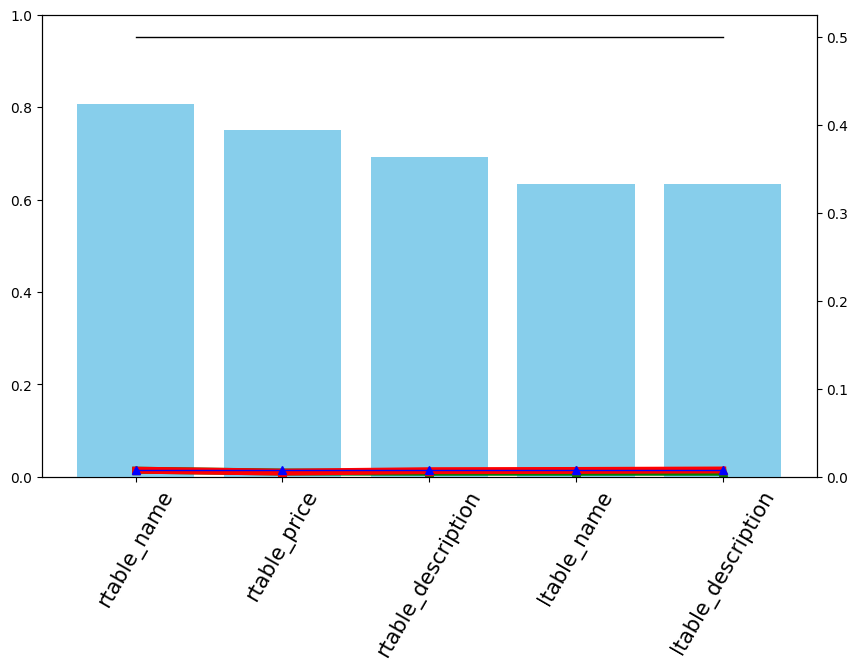 1.0
0.8
0.6
0.4
0.2
0.0
0.5
0.4
0.3
0.2
0.1
0.0
rtable_name
rtable_price
rtable_description
ltable_name
ltable_description